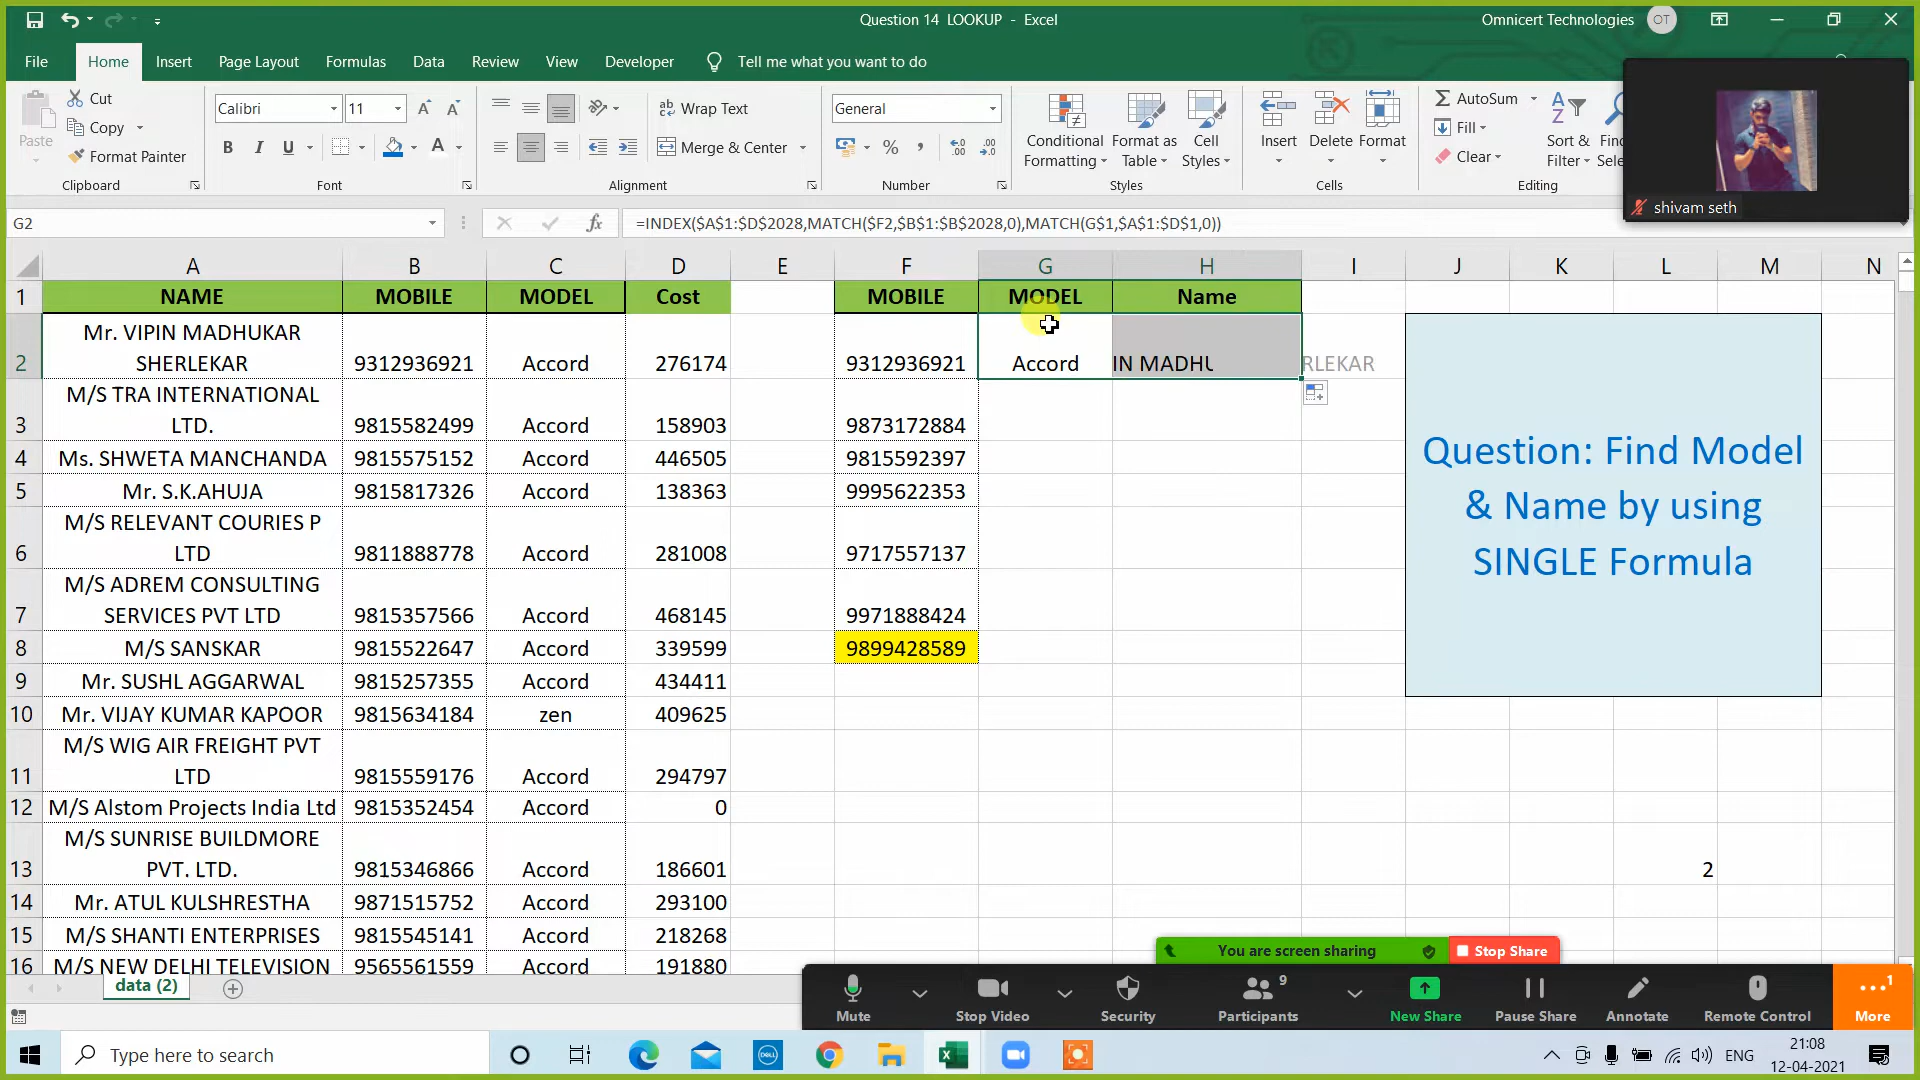 Question 14 LOOKUP - Excel
Omnicert Technologies
OT
File Home Insert Page Layout Formulas Data Review View Developer Tell me what you want to do
Paste
Cut
Copy
Format Painter
Clipboard
Calibri 11
B I U A
Font
Wrap Text
Merge & Center
Alignment
General
% ,
Number
Conditional Formatting
Format as Table
Cell Styles
Styles
Insert
Delete
Format
Cells
AutoSum
Fill
Clear
Sort & Filter
Editing
shivam seth
G2
fx
=INDEX($A$1:$D$2028,MATCH($F2,$B$1:$B$2028,0),MATCH(G$1,$A$1:$D$1,0))
A B C D E F G H I J K L M N
1 NAME MOBILE MODEL Cost MOBILE MODEL Name
2 Mr. VIPIN MADHUKAR SHERLEKAR 9312936921 Accord 276174 9312936921 Accord IN MADHU RLEKAR
3 M/S TRA INTERNATIONAL LTD. 9815582499 Accord 158903 9873172884
4 Ms. SHWETA MANCHANDA 9815575152 Accord 446505 9815592397
5 Mr. S.K.AHUJA 9815817326 Accord 138363 9995622353
6 M/S RELEVANT COURIES P LTD 9811888778 Accord 281008 9717557137
7 M/S ADREM CONSULTING SERVICES PVT LTD 9815357566 Accord 468145 9971888424
8 M/S SANSKAR 9815522647 Accord 339599 9899428589
9 Mr. SUSHL AGGARWAL 9815257355 Accord 434411
10 Mr. VIJAY KUMAR KAPOOR 9815634184 zen 409625
11 M/S WIG AIR FREIGHT PVT LTD 9815559176 Accord 294797
12 M/S Alstom Projects India Ltd 9815352454 Accord 0
13 M/S SUNRISE BUILDMORE PVT. LTD. 9815346866 Accord 186601 2
14 Mr. ATUL KULSHRESTHA 9871515752 Accord 293100
15 M/S SHANTI ENTERPRISES 9815545141 Accord 218268
16 M/S NEW DELHI TELEVISION 9565561559 Accord 191880
Question: Find Model
& Name by using
SINGLE Formula
data (2)
You are screen sharing
Stop Share
Mute
Stop Video
Security
9
Participants
New Share
Pause Share
Annotate
Remote Control
1
More
Type here to search
DELL
ENG
21:08
12-04-2021